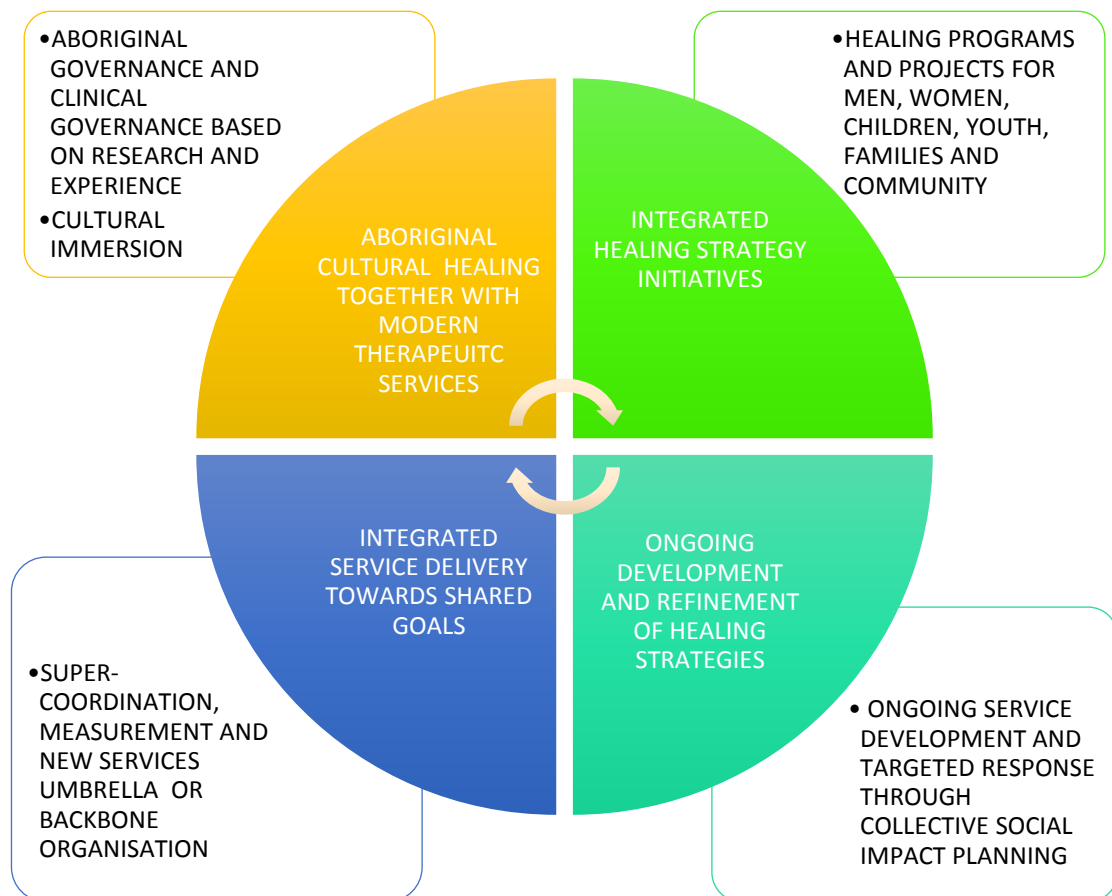 •ABORIGINAL
GOVERNANCE AND
CLINICAL
GOVERNANCE BASED
ON RESEARCH AND
EXPERIENCE
•CULTURAL
IMMERSION
•HEALING PROGRAMS
AND PROJECTS FOR
MEN, WOMEN,
CHILDREN, YOUTH,
FAMILIES AND
COMMUNITY
ABORIGINAL
CULTURAL HEALING
TOGETHER WITH
MODERN
THERAPEUITC
SERVICES
INTEGRATED
HEALING STRATEGY
INITIATIVES
INTEGRATED
SERVICE DELIVERY
TOWARDS SHARED
GOALS
ONGOING
DEVELOPMENT
AND REFINEMENT
OF HEALING
STRATEGIES
•SUPER-
COORDINATION,
MEASUREMENT AND
NEW SERVICES
UMBRELLA OR
BACKBONE
ORGANISATION
• ONGOING SERVICE
DEVELOPMENT AND
TARGETED RESPONSE
THROUGH
COLLECTIVE SOCIAL
IMPACT PLANNING